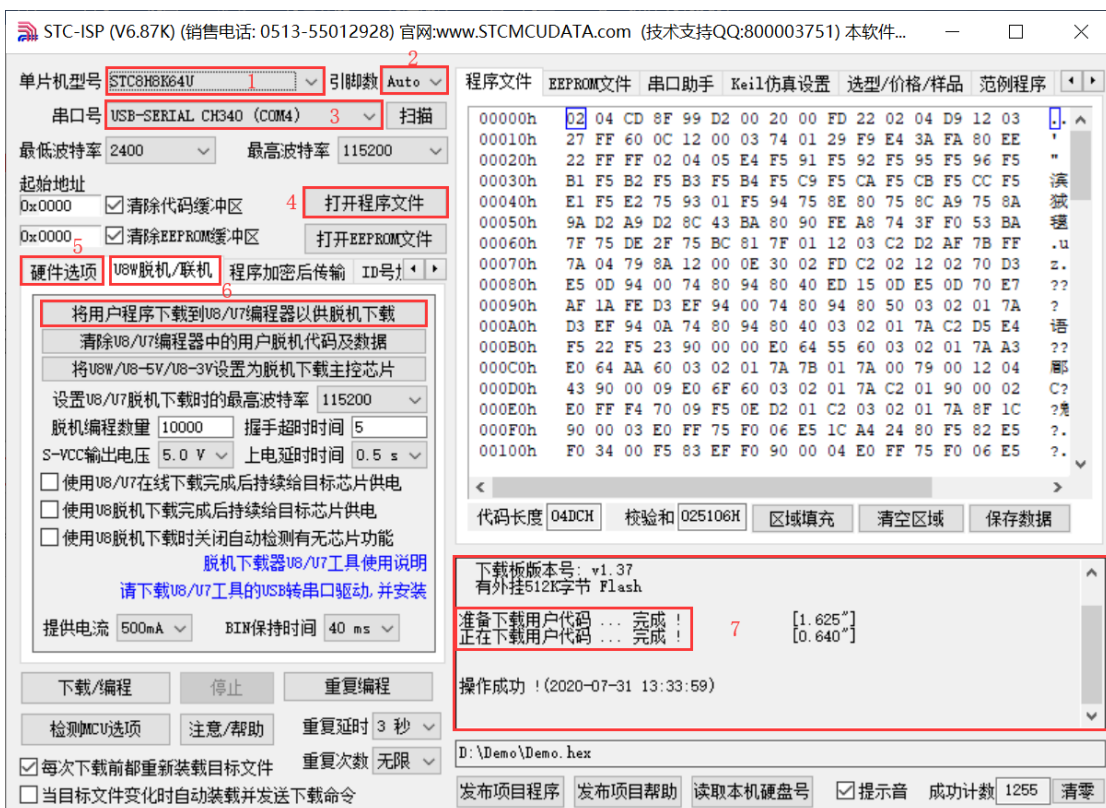 STC-ISP (V6.87K) (销售电话: 0513-55012928) 官网:www.STCMCUDATA.com (技术支持QQ:800003751) 本软件...
单片机型号 STC8H8K64U 1 引脚数 Auto 2
串口号 USB-SERIAL CH340 (COM4) 3 扫描
最低波特率 2400 最高波特率 115200
起始地址
0x0000 清除代码缓冲区 4 打开程序文件
0x0000 清除EEPROM缓冲区 打开EEPROM文件
5
硬件选项 U8W脱机/联机 程序加密后传输 ID号
6
将用户程序下载到U8/U7编程器以供脱机下载
清除U8/U7编程器中的用户脱机代码及数据
将U8W/U8-5V/U8-3V设置为脱机下载主控芯片
设置U8/U7脱机下载时的最高波特率 115200
脱机编程数量 10000 握手超时时间 5
S-VCC输出电压 5.0 V 上电延时时间 0.5 s
使用U8/U7在线下载完成后持续给目标芯片供电
使用U8脱机下载完成后持续给目标芯片供电
使用U8脱机下载时关闭自动检测有无芯片功能
脱机下载器U8/U7工具使用说明
请下载U8/U7工具的USB转串口驱动,并安装
提供电流 500mA BIN保持时间 40 ms
下载/编程 停止 重复编程
检测MCU选项 注意/帮助 重复延时 3 秒
重复次数 无限
每次下载前都重新装载目标文件
当目标文件变化时自动装载并发送下载命令
程序文件 EEPROM文件 串口助手 Keil仿真设置 选型/价格/样品 范例程序
00000h 02 04 CD 8F 99 D2 00 20 00 FD 22 02 04 D9 12 03 ..
00010h 27 FF 60 0C 12 00 03 74 01 29 F9 E4 3A FA 80 EE '
00020h 22 FF FF 02 04 05 E4 F5 91 F5 92 F5 95 F5 96 F5 "
00030h B1 F5 B2 F5 B3 F5 B4 F5 C9 F5 CA F5 CB F5 CC F5 滨
00040h E1 F5 E2 75 93 01 F5 94 75 8E 80 75 8C A9 75 8A
00050h 9A D2 A9 D2 8C 43 BA 80 90 FE A8 74 3F F0 53 BA
00060h 7F 75 DE 2F 75 BC 81 7F 01 12 03 C2 D2 AF 7B FF .u
00070h 7A 04 79 8A 12 00 0E 30 02 FD C2 02 12 02 70 D3 z.
00080h E5 0D 94 00 74 80 94 80 40 ED 15 0D E5 0D 70 E7 ??
00090h AF 1A FE D3 EF 94 00 74 80 94 80 50 03 02 01 7A ?
000A0h D3 EF 94 0A 74 80 94 80 40 03 02 01 7A C2 D5 E4 语
000B0h F5 22 F5 23 90 00 00 E0 64 55 60 03 02 01 7A A3 ??
000C0h E0 64 AA 60 03 02 01 7A 7B 01 7A 00 79 00 12 04 郿
000D0h 43 90 00 09 E0 6F 60 03 02 01 7A C2 01 90 00 02 C?
000E0h E0 FF F4 70 09 F5 0E D2 01 C2 03 02 01 7A 8F 1C ?
000F0h 90 00 03 E0 FF 75 F0 06 E5 1C A4 24 80 F5 82 E5 ?.
00100h F0 34 00 F5 83 EF F0 90 00 04 E0 FF 75 F0 06 E5 ?.
代码长度 04DCH 校验和 025106H 区域填充 清空区域 保存数据
下载板版本号: v1.37
有外挂512K字节 Flash
准备下载用户代码 ... 完成 ! [1.625"]
正在下载用户代码 ... 完成 ! [0.640"]
7
操作成功 !(2020-07-31 13:33:59)
D:\Demo\Demo.hex
发布项目程序 发布项目帮助 读取本机硬盘号 提示音 成功计数 1255 清零